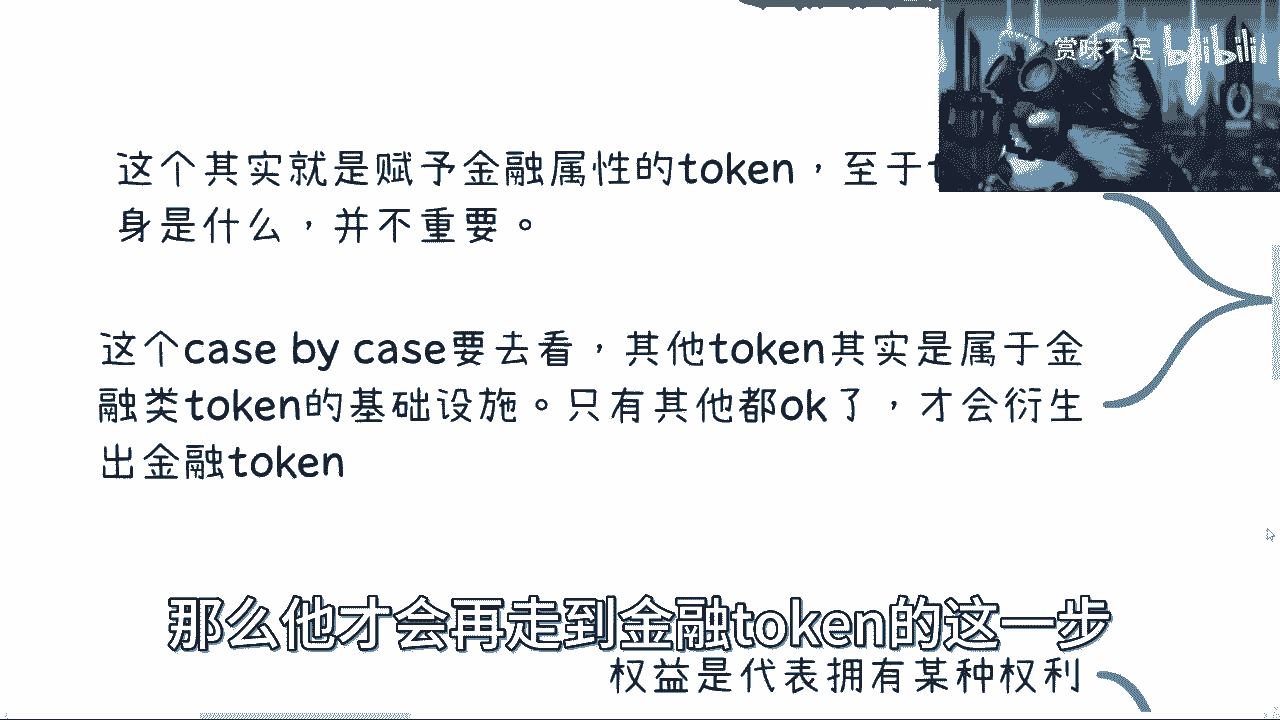 赏味不足 bilibili
这个其实就是赋予金融属性的token，至于t
身是什么，并不重要。
这个case by case要去看，其他token其实是属于金
融类token的基础设施。只有其他都ok了，才会衍生
出金融token
那么他才会再走到金融token的这一步
权益是代表拥有某种权利